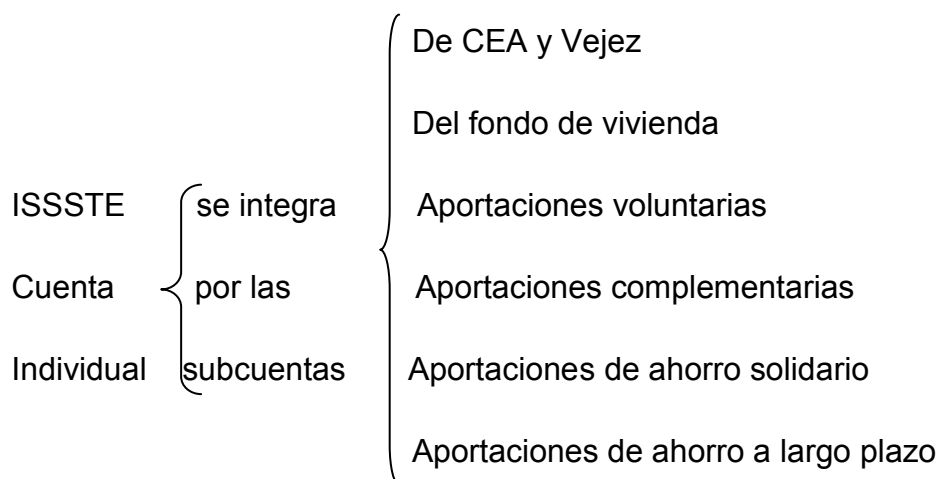 De CEA y Vejez
Del fondo de vivienda
ISSSTE se integra Aportaciones voluntarias
Cuenta por las Aportaciones complementarias
Individual subcuentas Aportaciones de ahorro solidario
Aportaciones de ahorro a largo plazo